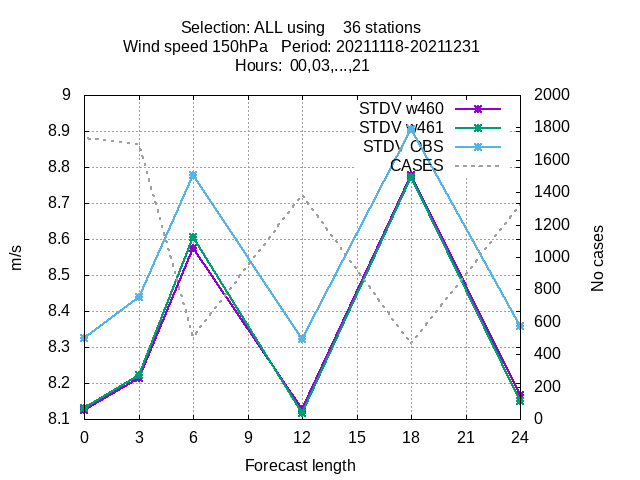 Selection: ALL using    36 stations
Wind speed 150hPa   Period: 20211118-20211231
Hours: 00,03,...,21
9 2000
8.9 1800
8.8 1600
8.7 1400
8.6 1200
8.5 1000
8.4 800
8.3 600
8.2 400
8.1 200
0
m/s
No cases
STDV w460
STDV w461
STDV OBS
CASES
0 3 6 9 12 15 18 21 24
Forecast length